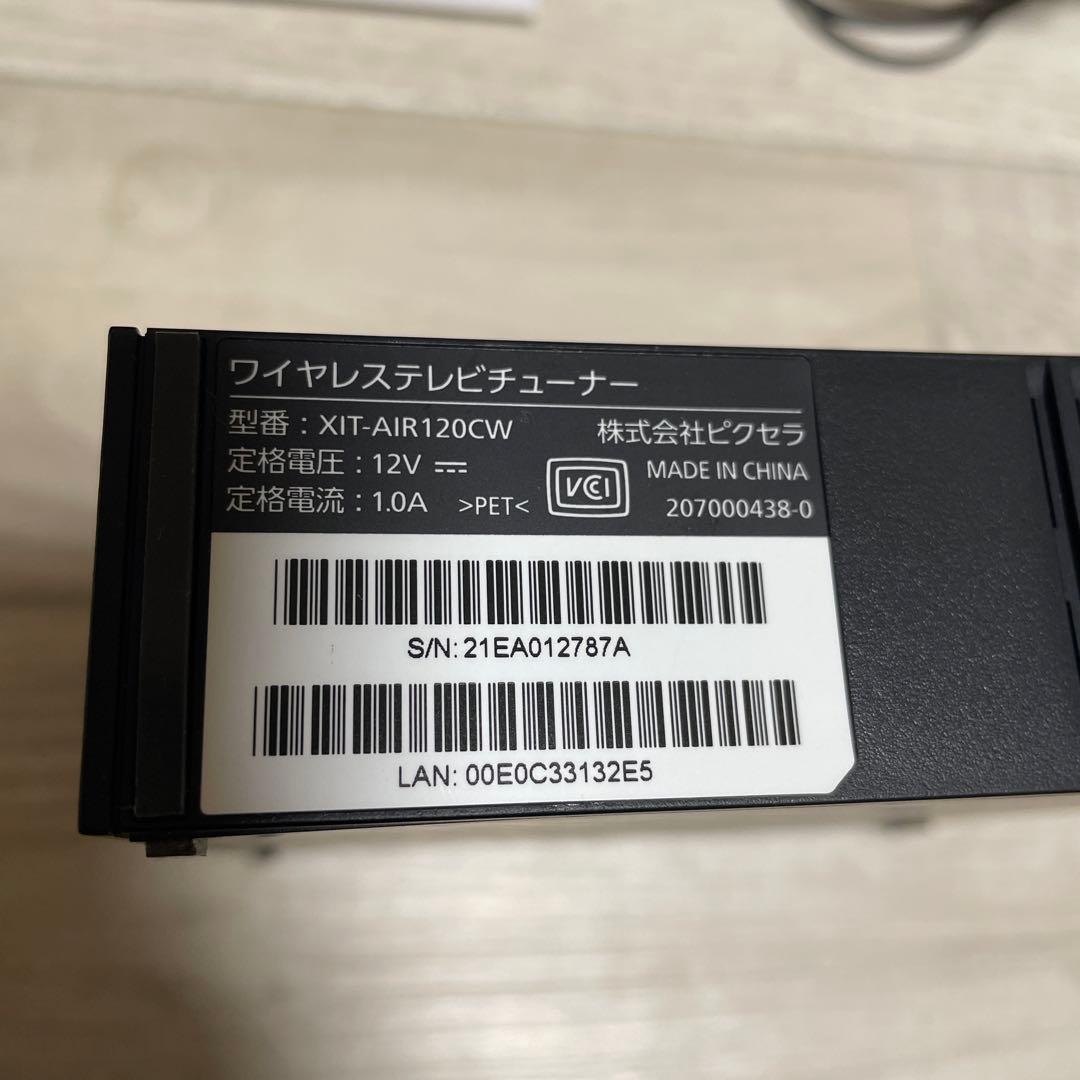 ワイヤレステレビチューナー
型番：XIT-AIR120CW
株式会社ピクセラ
定格電圧：12V ⎓
MADE IN CHINA
定格電流：1.0A >PET<
VCCI
207000438-0
S/N: 21EA012787A
LAN: 00E0C33132E5